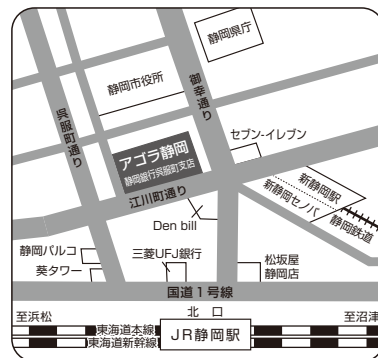 静岡県庁
静岡市役所
御幸通り
呉服町通り
セブン-イレブン
アゴラ静岡
静岡銀行呉服町支店
江川町通り
新静岡駅
新静岡セノバ
静岡鉄道
Den bill
静岡パルコ
葵タワー
三菱UFJ銀行
松坂屋
静岡店
国道1号線
北口
至浜松
至沼津
東海道本線
東海道新幹線
JR静岡駅